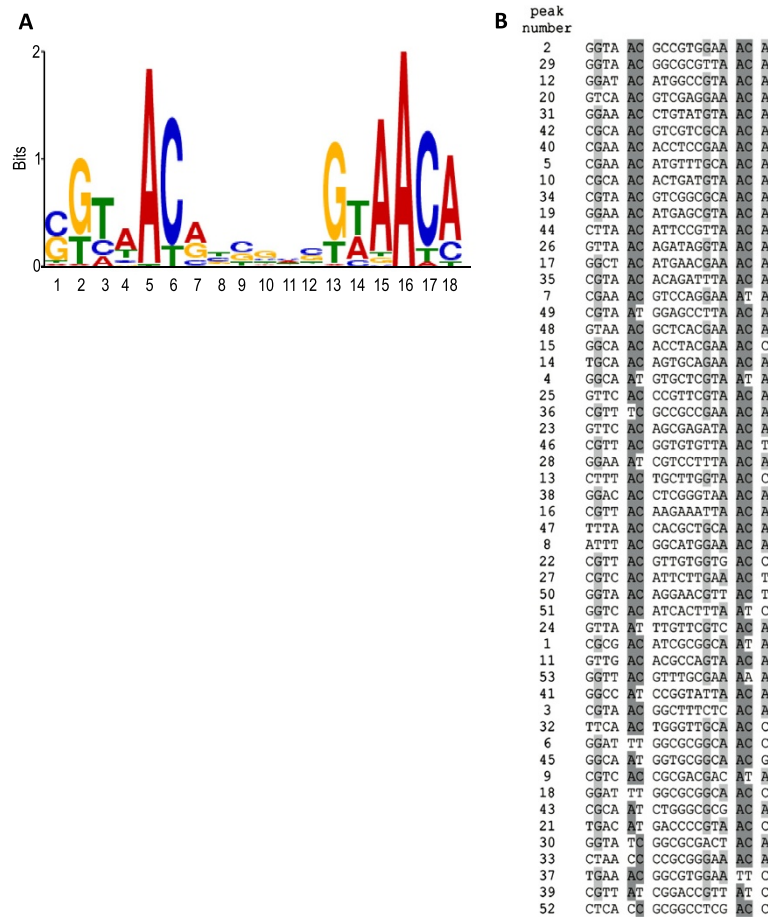 A
2
1
0
Bits
1 2 3 4 5 6 7 8 9 10 11 12 13 14 15 16 17 18
B
peak
number
2 GGTA AC GCCGTGGAA AC A
29 GGTA AC GGCGCGTTA AC A
12 GGAT AC ATGGCCGTA AC A
20 GTCA AC GTCGAGGAA AC A
31 GGAA AC CTGTATGTA AC A
42 CGCA AC GTCGTCGCA AC A
40 CGAA AC ACCTCCGAA AC A
5 CGAA AC ATGTTTGCA AC A
10 CGCA AC ACTGATGTA AC A
34 CGTA AC GTCGGCGCA AC A
19 GGAA AC ATGAGCGTA AC A
44 CTTA AC ATTCCGTTA AC A
26 GTTA AC AGATAGGTA AC A
17 GGCT AC ATGAACGAA AC A
35 CGTA AC ACAGATTTA AC A
7 CGAA AC GTCCAGGAA AT A
49 CGTA AT GGAGCCTTA AC A
48 GTAA AC GCTCACGAA AC A
15 GGCA AC ACCTACGAA AC C
14 TGCA AC AGTGCAGAA AC A
4 GGCA AT GTGCTCGTA AT A
25 GTTC AC CCGTTCGTA AC A
36 CGTT TC GCCGCCGAA AC A
23 GTTC AC AGCGAGATA AC A
46 CGTT AC GGTGTGTTA AC T
28 GGAA AT CGTCCTTTA AC A
13 CTTT AC TGCTTGGTA AC C
38 GGAC AC CTCGGGTAA AC A
16 CGTT AC AAGAAATTA AC A
47 TTTA AC CACGCTGCA AC A
8 ATTT AC GGCATGGAA AC A
22 CGTT AC GTTGTGGTG AC C
27 CGTC AC ATTCTTGAA AC T
50 GGTA AC AGGAACGTT AC T
51 GGTC AC ATCACTTTA AT C
24 GTTA AT TTGTTCGTC AC A
1 CGCG AC ATCGCGGCA AT A
11 GTTG AC ACGCCAGTA AC A
53 GGTT AC GTTTGCGAA AA A
41 GGCC AT CCGGTATTA AC A
3 CGTA AC GGCTTTCTC AC A
32 TTCA AC TGGGTTGCA AC C
6 GGAT TT GGCGCGGCA AC C
45 GGCA AT GGTGCGGCA AC G
9 CGTC AC CGCGACGAC AT A
18 GGAT TT GGCGCGGCA AC C
43 CGCA AT CTGGGCGCG AC A
21 TGAC AT GACCCCGTA AC C
30 GGTA TC GGCGCGACT AC A
33 CTAA CC CGCGGGAA AC A
37 TGAA AC GGCGTGGAA TT C
39 CGTT AT CGGACCGTT AT C
52 CTCA CC GCGGCCTCG AC C